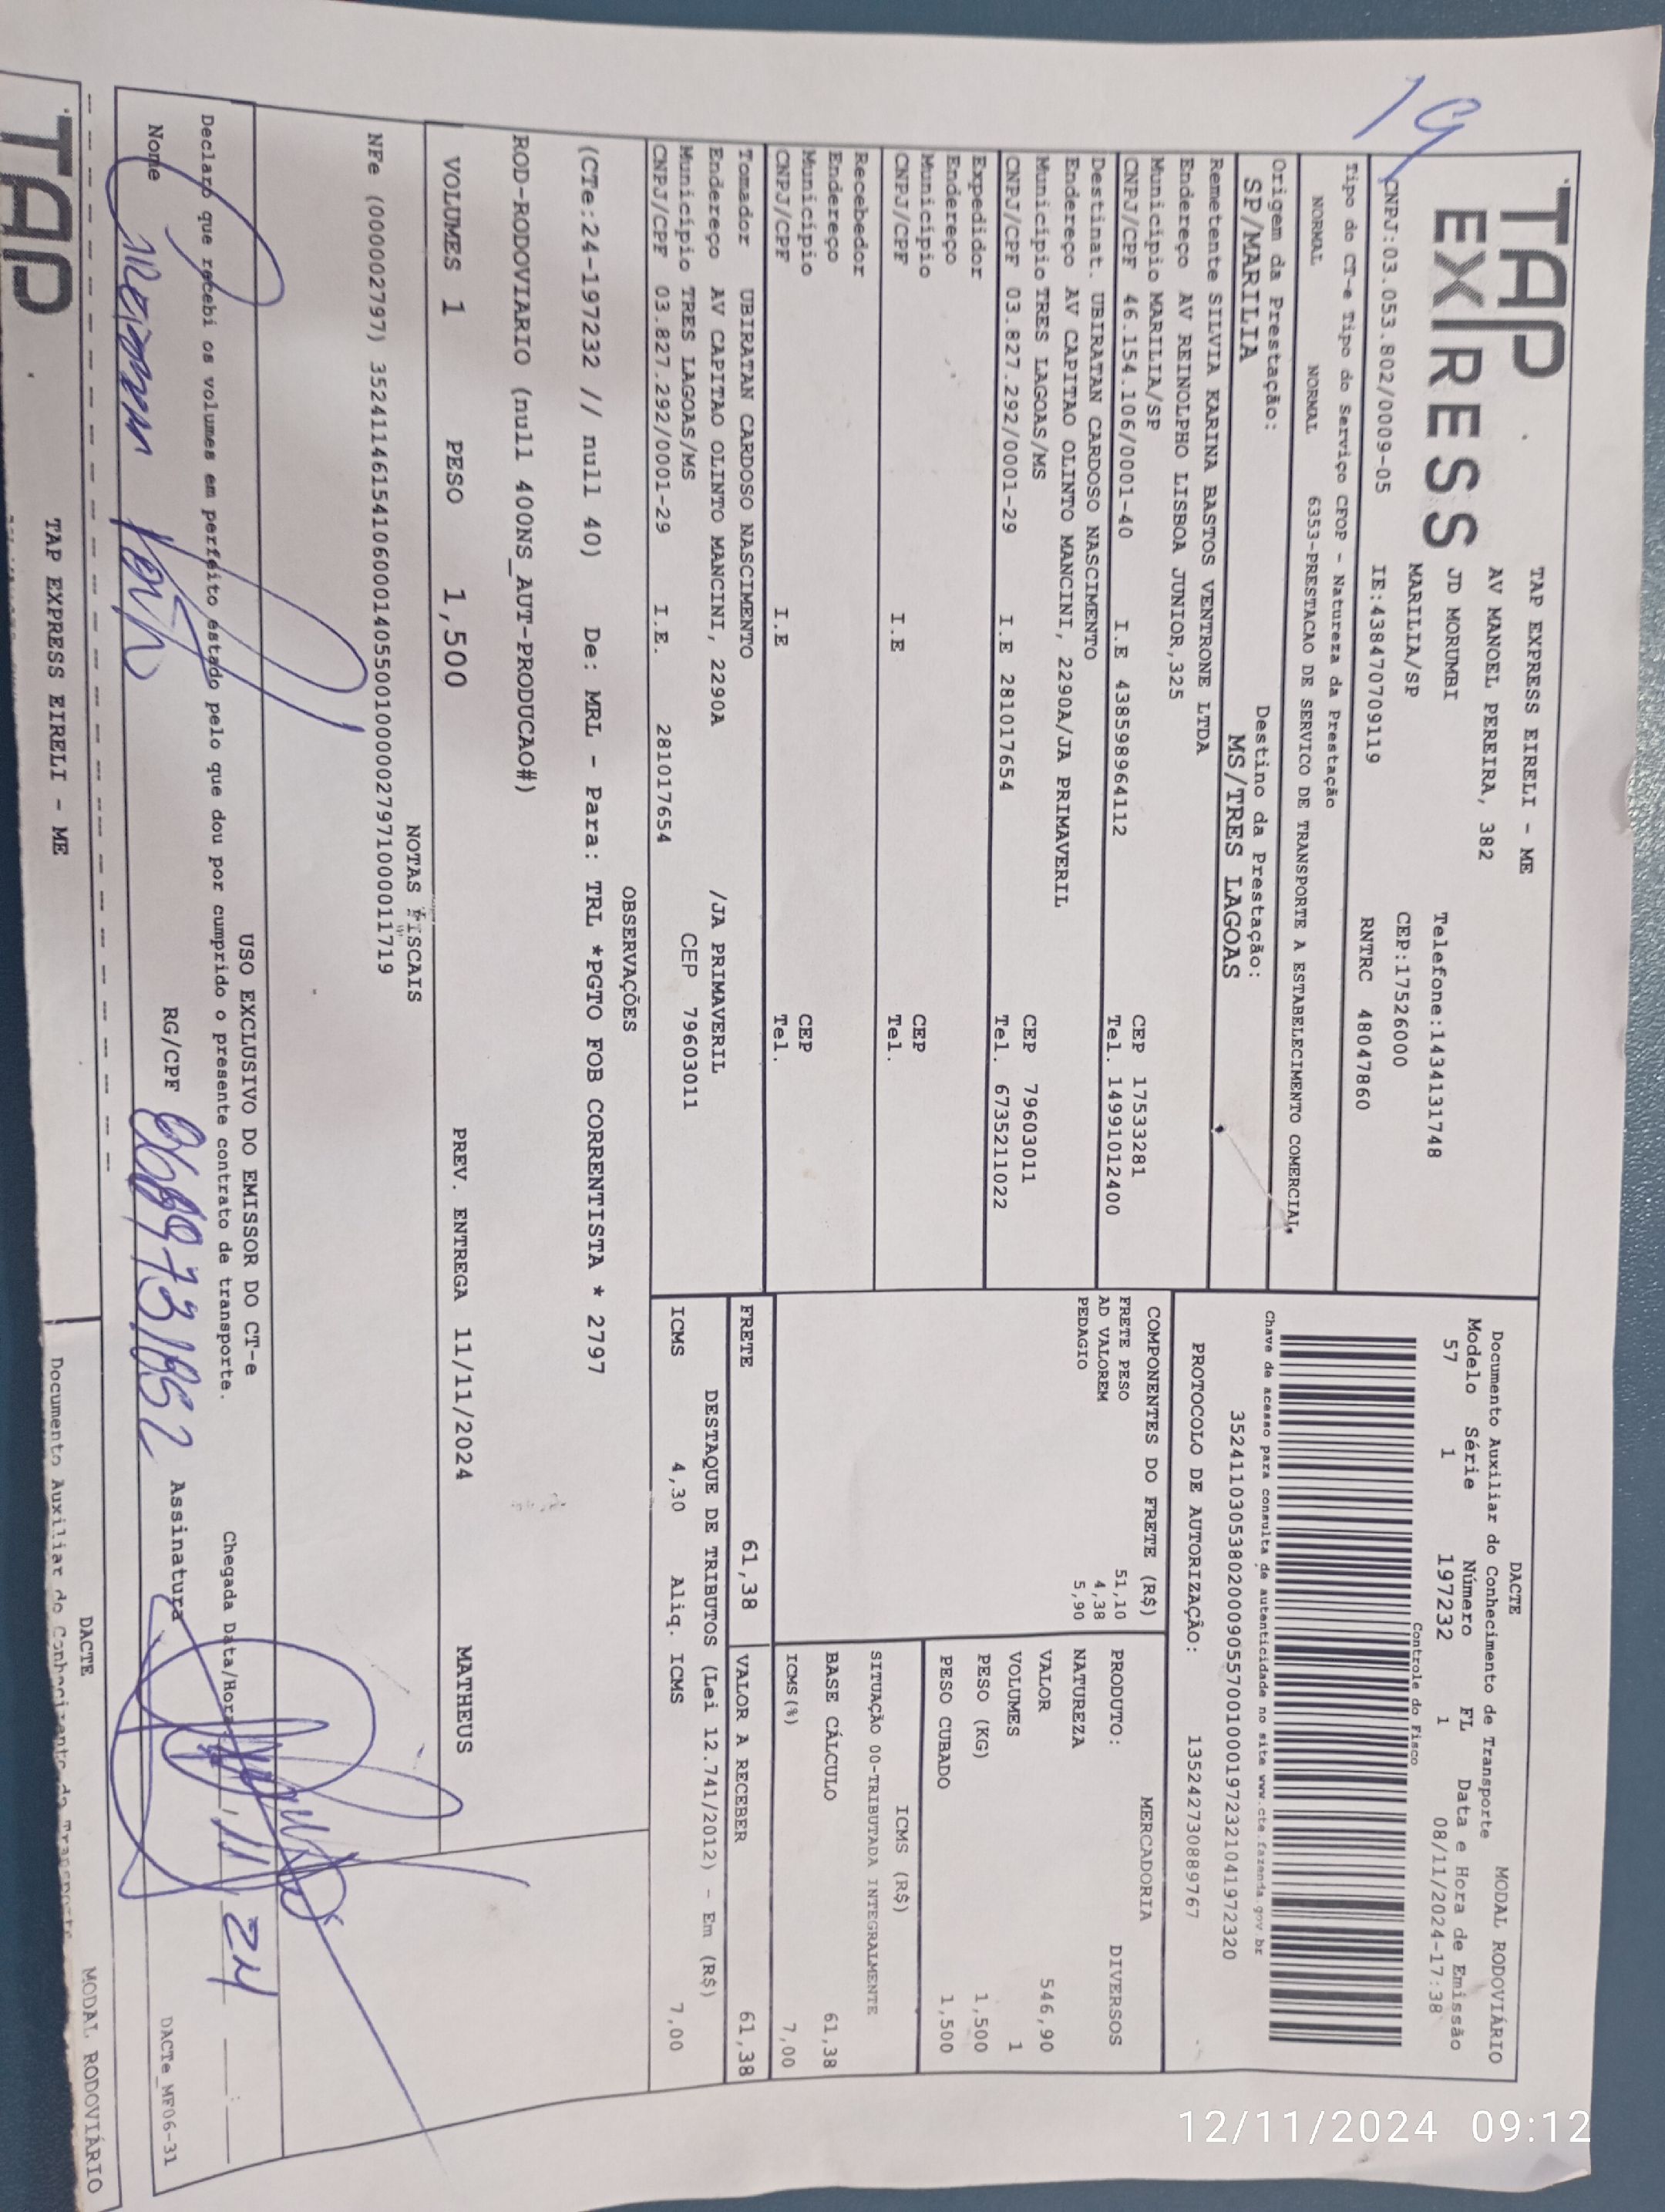 19
TAP
EXPRESS
TAP EXPRESS EIRELI - ME
AV MANOEL PEREIRA, 382
JD MORUMBI Telefone:1434131748
MARILIA/SP CEP:17526000
CNPJ:03.053.802/0009-05 IE:438470709119 RNTRC 48047860
Tipo do CT-e Tipo do Serviço CFOP - Natureza da Prestação
NORMAL NORMAL 6353-PRESTACAO DE SERVICO DE TRANSPORTE A ESTABELECIMENTO COMERCIAL.
Origem da Prestação: Destino da Prestação:
SP/MARILIA MS/TRES LAGOAS
Remetente SILVIA KARINA BASTOS VENTRONE LTDA
Endereço AV REINOLPHO LISBOA JUNIOR,325
Município MARILIA/SP CEP 17533281
CNPJ/CPF 46.154.106/0001-40 I.E 438598964112 Tel. 14991012400
Destinat. UBIRATAN CARDOSO NASCIMENTO
Endereço AV CAPITAO OLINTO MANCINI, 2290A/JA PRIMAVERIL
Município TRES LAGOAS/MS CEP 79603011
CNPJ/CPF 03.827.292/0001-29 I.E 281017654 Tel. 6735211022
Expedidor
Endereço
Município CEP
CNPJ/CPF I.E Tel.
Recebedor
Endereço
Município CEP
CNPJ/CPF I.E Tel.
Tomador UBIRATAN CARDOSO NASCIMENTO
Endereço AV CAPITAO OLINTO MANCINI, 2290A /JA PRIMAVERIL
Município TRES LAGOAS/MS CEP 79603011
CNPJ/CPF 03.827.292/0001-29 I.E. 281017654
DACTE MODAL RODOVIÁRIO
Documento Auxiliar do Conhecimento de Transporte
Modelo Série Número FL Data e Hora de Emissão
57 1 197232 1 08/11/2024-17:38
Controle do Fisco
Chave de acesso para consulta de autenticidade no site www.cte.fazenda.gov.br
35241103053802000905570010001972321041972320
PROTOCOLO DE AUTORIZAÇÃO: 135242730889767
COMPONENTES DO FRETE (R$)
FRETE PESO 51,10
AD VALOREM 4,38
PEDAGIO 5,90
MERCADORIA
PRODUTO: DIVERSOS
NATUREZA
VALOR 546,90
VOLUMES 1
PESO (KG) 1,500
PESO CUBADO 1,500
ICMS (R$)
SITUAÇÃO 00-TRIBUTADA INTEGRALMENTE
BASE CÁLCULO 61,38
ICMS(%) 7,00
FRETE 61,38 VALOR A RECEBER 61,38
DESTAQUE DE TRIBUTOS (Lei 12.741/2012) - Em (R$)
ICMS 4,30 Aliq. ICMS 7,00
OBSERVAÇÕES
(CTe:24-197232 // null 40) De: MRL - Para: TRL *PGTO FOB CORRENTISTA * 2797
ROD-RODOVIARIO (null 400NS_AUT-PRODUCAO#)
VOLUMES 1 PESO 1,500 PREV. ENTREGA 11/11/2024 MATHEUS
NOTAS FISCAIS
NFe (000002797) 35241146154106000140550010000027971000011719
USO EXCLUSIVO DO EMISSOR DO CT-e
Declaro que recebi os volumes em perfeito estado pelo que dou por cumprido o presente contrato de transporte. Chegada Data/Hora 11 24
Nome RG/CPF Assinatura
DACTe_MF06-31
TAP
TAP EXPRESS EIRELI - ME
DACTE MODAL RODOVIÁRIO
Documento Auxiliar do Conhecimento de Transporte
12/11/2024 09:12